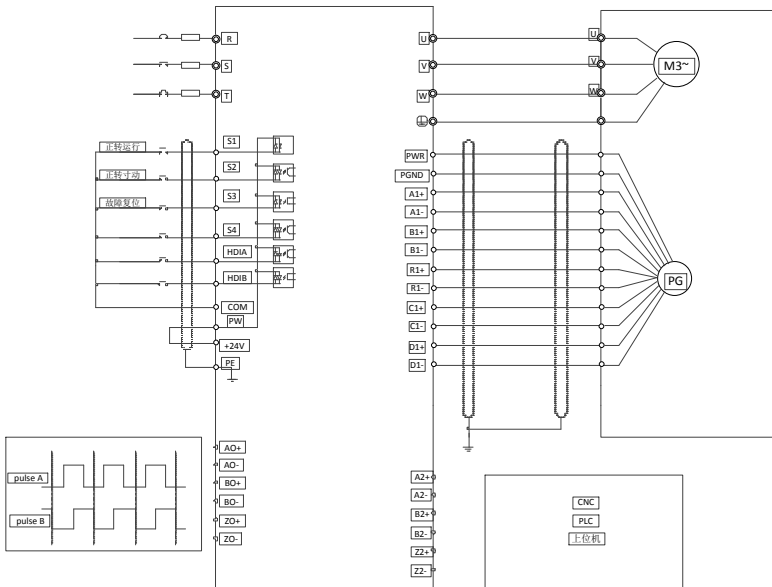 R
S
T
U
V
W
U
V
W
M3~
正转运行
正转寸动
故障复位
S1
S2
S3
S4
HDIA
HDIB
COM
PW
+24V
PE
PWR
PGND
A1+
A1-
B1+
B1-
R1+
R1-
C1+
C1-
D1+
D1-
PG
pulse A
pulse B
AO+
AO-
BO+
BO-
ZO+
ZO-
A2+
A2-
B2+
B2-
Z2+
Z2-
CNC
PLC
上位机